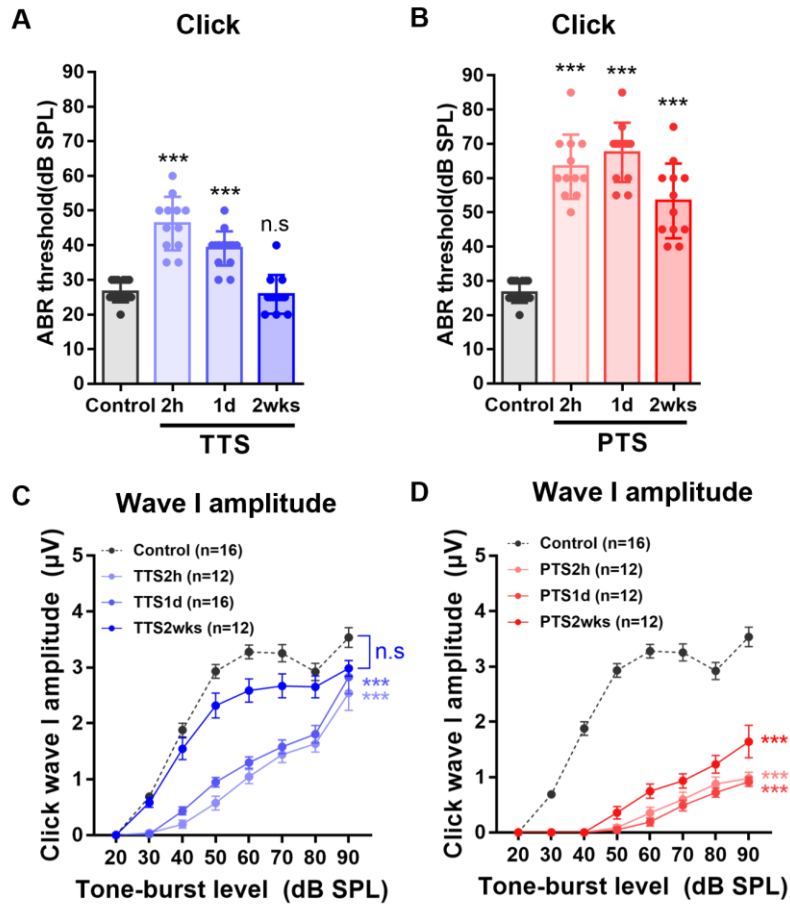 A
Click
ABR threshold(dB SPL)
90
80
70
60
50
40
30
20
10
0
***
***
n.s
Control 2h 1d 2wks
TTS
B
Click
ABR threshold(dB SPL)
90
80
70
60
50
40
30
20
10
0
***
***
***
Control 2h 1d 2wks
PTS
C
Wave I amplitude
Click wave I amplitude (μV)
5
4
3
2
1
0
Control (n=16)
TTS2h (n=12)
TTS1d (n=16)
TTS2wks (n=12)
n.s
***
***
20 30 40 50 60 70 80 90
Tone-burst level (dB SPL)
D
Wave I amplitude
Click wave I amplitude (μV)
5
4
3
2
1
0
Control (n=16)
PTS2h (n=12)
PTS1d (n=12)
PTS2wks (n=12)
***
***
***
20 30 40 50 60 70 80 90
Tone-burst level (dB SPL)